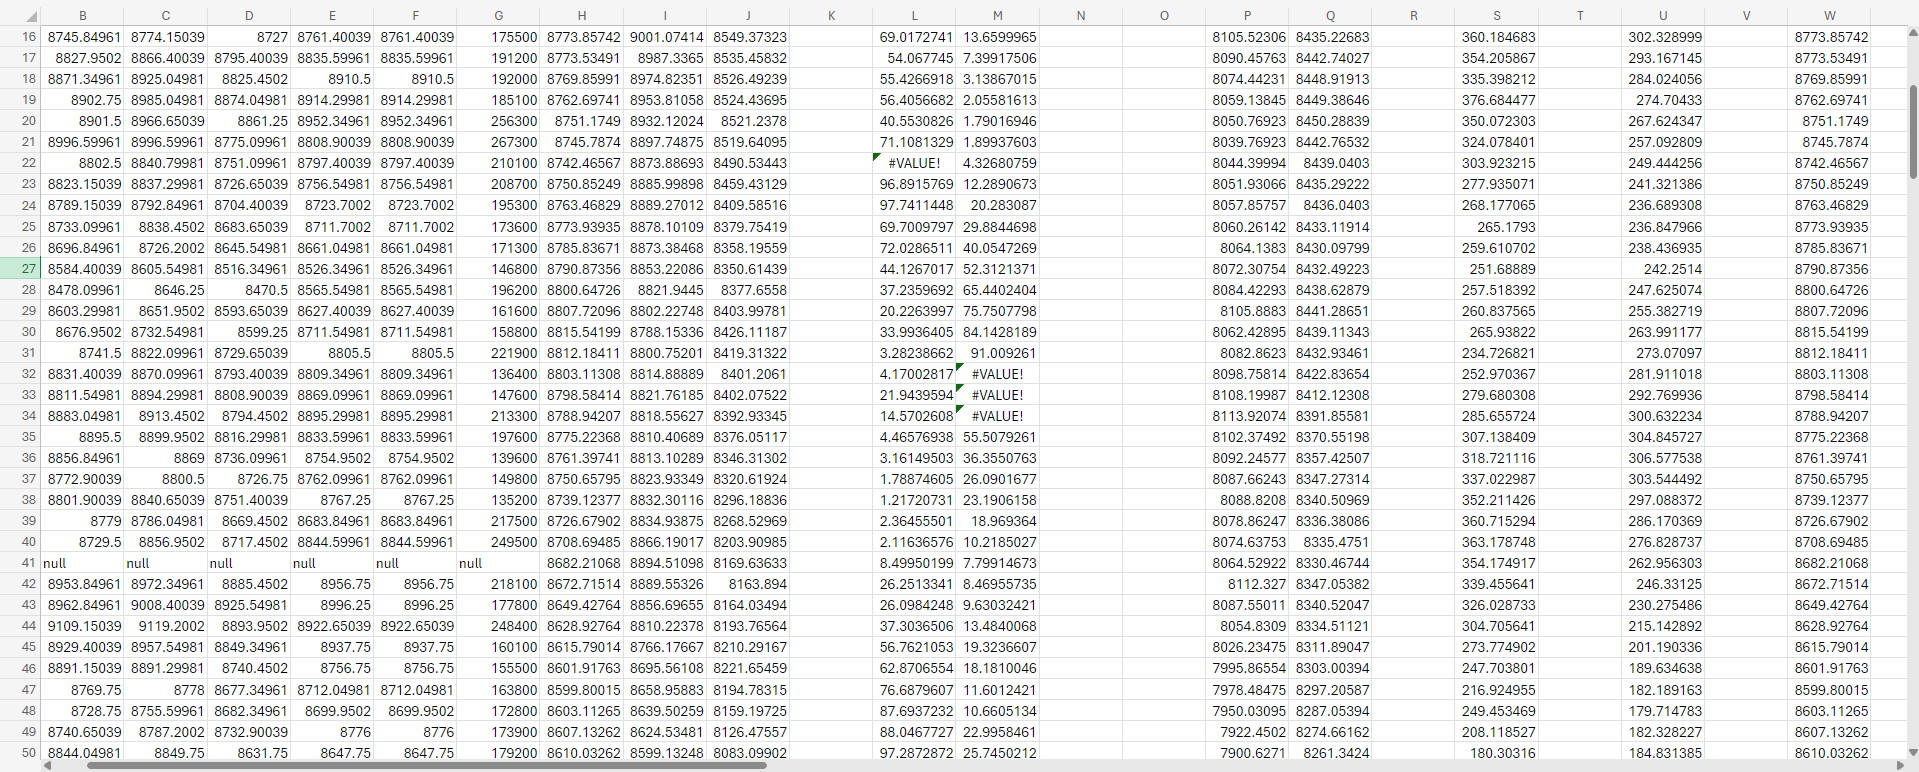 B C D E F G H I J K L M N O P Q R S T U V W
16 8745.84961 8774.15039 8727 8761.40039 8761.40039 175500 8773.85742 9001.07414 8549.37323 69.0172741 13.6599965 8105.52306 8435.22683 360.184683 302.328999 8773.85742
17 8827.9502 8866.40039 8795.40039 8835.59961 8835.59961 191200 8773.53491 8987.3365 8535.45832 54.067745 7.39917506 8090.45763 8442.74027 354.205867 293.167145 8773.53491
18 8871.34961 8925.04981 8825.4502 8910.5 8910.5 192000 8769.85991 8974.82351 8526.49239 55.4266918 3.13867015 8074.44231 8448.91913 335.398212 284.024056 8769.85991
19 8902.75 8985.04981 8874.04981 8914.29981 8914.29981 185100 8762.69741 8953.81058 8524.43695 56.4056682 2.05581613 8059.13845 8449.38646 376.684477 274.70433 8762.69741
20 8901.5 8966.65039 8861.25 8952.34961 8952.34961 256300 8751.1749 8932.12024 8521.2378 40.5530826 1.79016946 8050.76923 8450.28839 350.072303 267.624347 8751.1749
21 8996.59961 8996.59961 8775.09961 8808.90039 8808.90039 267300 8745.7874 8897.74875 8519.64095 71.1081329 1.89937603 8039.76923 8442.76532 324.078401 257.092809 8745.7874
22 8802.5 8840.79981 8751.09961 8797.40039 8797.40039 210100 8742.46567 8873.88693 8490.53443 #VALUE! 4.32680759 8044.39994 8439.0403 303.923215 249.444256 8742.46567
23 8823.15039 8837.29981 8726.65039 8756.54981 8756.54981 208700 8750.85249 8885.99898 8459.43129 96.8915769 12.2890673 8051.93066 8435.29222 277.935071 241.321386 8750.85249
24 8789.15039 8792.84961 8704.40039 8723.7002 8723.7002 195300 8763.46829 8889.27012 8409.58516 97.7411448 20.283087 8057.85757 8436.0403 268.177065 236.689308 8763.46829
25 8733.09961 8838.4502 8683.65039 8711.7002 8711.7002 173600 8773.93935 8878.10109 8379.75419 69.7009797 29.8844698 8060.26142 8433.11914 265.1793 236.847966 8773.93935
26 8696.84961 8726.2002 8645.54981 8661.04981 8661.04981 171300 8785.83671 8873.38468 8358.19559 72.0286511 40.0547269 8064.1383 8430.09799 259.610702 238.436935 8785.83671
27 8584.40039 8605.54981 8516.34961 8526.34961 8526.34961 146800 8790.87356 8853.22086 8350.61439 44.1267017 52.3121371 8072.30754 8432.49223 251.68889 242.2514 8790.87356
28 8478.09961 8646.25 8470.5 8565.54981 8565.54981 196200 8800.64726 8821.9445 8377.6558 37.2359692 65.4402404 8084.42293 8438.62879 257.518392 247.625074 8800.64726
29 8603.29981 8651.9502 8593.65039 8627.40039 8627.40039 161600 8807.72096 8802.22748 8403.99781 20.2263997 75.7507798 8105.8883 8441.28651 260.837565 255.382719 8807.72096
30 8676.9502 8732.54981 8599.25 8711.54981 8711.54981 158800 8815.54199 8788.15336 8426.11187 33.9936405 84.1428189 8062.42895 8439.11343 265.93822 263.991177 8815.54199
31 8741.5 8822.09961 8729.65039 8805.5 8805.5 221900 8812.18411 8800.75201 8419.31322 3.28238662 91.009261 8082.8623 8432.93461 234.726821 273.07097 8812.18411
32 8831.40039 8870.09961 8793.40039 8809.34961 8809.34961 136400 8803.11308 8814.88889 8401.2061 4.17002817 #VALUE! 8098.75814 8422.83654 252.970367 281.911018 8803.11308
33 8811.54981 8894.29981 8808.90039 8869.09961 8869.09961 147600 8798.58414 8821.76185 8402.07522 21.9439594 #VALUE! 8108.19987 8412.12308 279.680308 292.769936 8798.58414
34 8883.04981 8913.4502 8794.4502 8895.29981 8895.29981 213300 8788.94207 8818.55627 8392.93345 14.5702608 #VALUE! 8113.92074 8391.85581 285.655724 300.632234 8788.94207
35 8895.5 8899.9502 8816.29981 8833.59961 8833.59961 197600 8775.22368 8810.40689 8376.05117 4.46576938 55.5079261 8102.37492 8370.55198 307.138409 304.845727 8775.22368
36 8856.84961 8869 8736.09961 8754.9502 8754.9502 139600 8761.39741 8813.10289 8346.31302 3.16149503 36.3550763 8092.24577 8357.42507 318.721116 306.577538 8761.39741
37 8772.90039 8800.5 8726.75 8762.09961 8762.09961 149800 8750.65795 8823.93349 8320.61924 1.78874605 26.0901677 8087.66243 8347.27314 337.022987 303.544492 8750.65795
38 8801.90039 8840.65039 8751.40039 8767.25 8767.25 135200 8739.12377 8832.30116 8296.18836 1.21720731 23.1906158 8088.8208 8340.50969 352.211426 297.088372 8739.12377
39 8779 8786.04981 8669.4502 8683.84961 8683.84961 217500 8726.67902 8834.93875 8268.52969 2.36455501 18.969364 8078.86247 8336.38086 360.715294 286.170369 8726.67902
40 8729.5 8856.9502 8717.4502 8844.59961 8844.59961 249500 8708.69485 8866.19017 8203.90985 2.11636576 10.2185027 8074.63753 8335.4751 363.178748 276.828737 8708.69485
41 null null null null null null 8682.21068 8894.51098 8169.63633 8.49950199 7.79914673 8064.52922 8330.46744 354.174917 262.956303 8682.21068
42 8953.84961 8972.34961 8885.4502 8956.75 8956.75 218100 8672.71514 8889.55326 8163.894 26.2513341 8.46955735 8112.327 8347.05382 339.455641 246.33125 8672.71514
43 8962.84961 9008.40039 8925.54981 8996.25 8996.25 177800 8649.42764 8856.69655 8164.03494 26.0984248 9.63032421 8087.55011 8340.52047 326.028733 230.275486 8649.42764
44 9109.15039 9119.2002 8893.9502 8922.65039 8922.65039 248400 8628.92764 8810.22378 8193.76564 37.3036506 13.4840068 8054.8309 8334.51121 304.705641 215.142892 8628.92764
45 8929.40039 8957.54981 8849.34961 8937.75 8937.75 160100 8615.79014 8766.17667 8210.29167 56.7621053 19.3236607 8026.23475 8311.89047 273.774902 201.190336 8615.79014
46 8891.15039 8891.29981 8740.4502 8756.75 8756.75 155500 8601.91763 8695.56108 8221.65459 62.8706554 18.1810046 7995.86554 8303.00394 247.703801 189.634638 8601.91763
47 8769.75 8778 8677.34961 8712.04981 8712.04981 163800 8599.80015 8658.95883 8194.78315 76.6879607 11.6012421 7978.48475 8297.20587 216.924955 182.189163 8599.80015
48 8728.75 8755.59961 8682.34961 8699.9502 8699.9502 172800 8603.11265 8639.50259 8159.19725 87.6937232 10.6605134 7950.03095 8287.05394 249.453469 179.714783 8603.11265
49 8740.65039 8787.2002 8732.90039 8776 8776 173900 8607.13262 8624.53481 8126.47557 88.0467727 22.9958461 7922.4502 8274.66162 208.118527 182.328227 8607.13262
50 8844.04981 8849.75 8631.75 8647.75 8647.75 179200 8610.03262 8599.13248 8083.09902 97.2872872 25.7450212 7900.6271 8261.3424 180.30316 184.831385 8610.03262